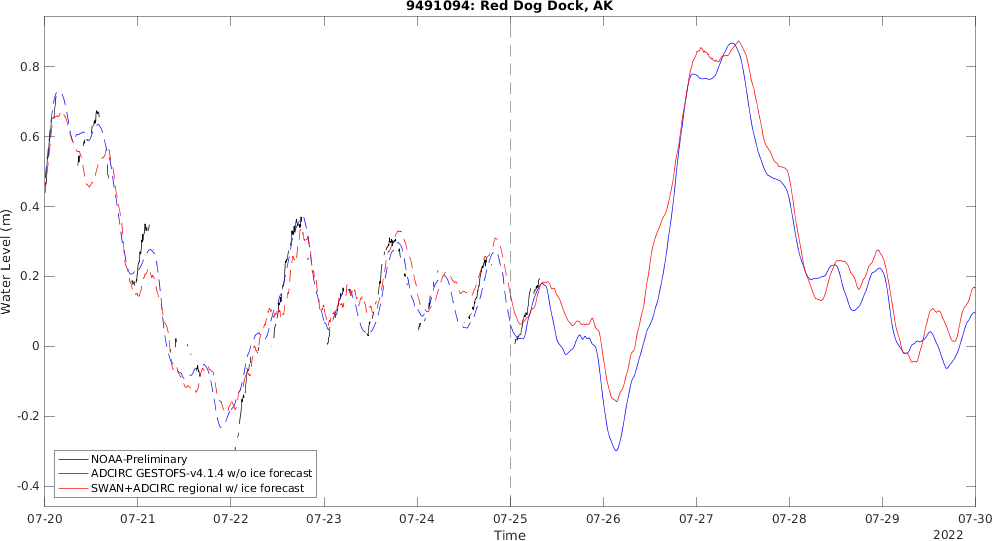 9491094: Red Dog Dock, AK
Water Level (m)
0.8
0.6
0.4
0.2
0
-0.2
-0.4
NOAA-Preliminary
ADCIRC GESTOFS-v4.1.4 w/o ice forecast
SWAN+ADCIRC regional w/ ice forecast
07-20 07-21 07-22 07-23 07-24 07-25 07-26 07-27 07-28 07-29 07-30
Time
2022